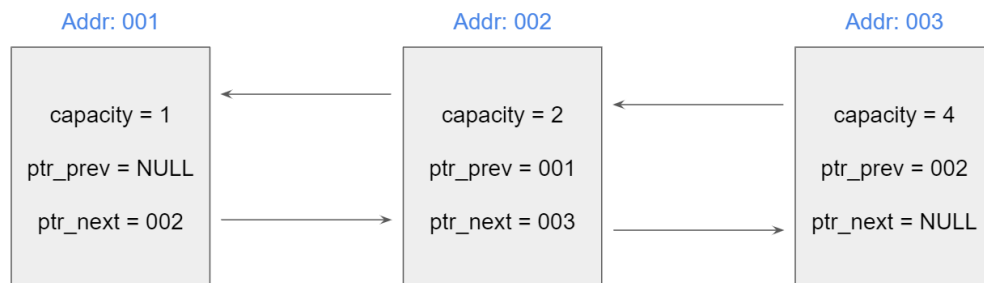 Addr: 001
capacity = 1
ptr_prev = NULL
ptr_next = 002
Addr: 002
capacity = 2
ptr_prev = 001
ptr_next = 003
Addr: 003
capacity = 4
ptr_prev = 002
ptr_next = NULL